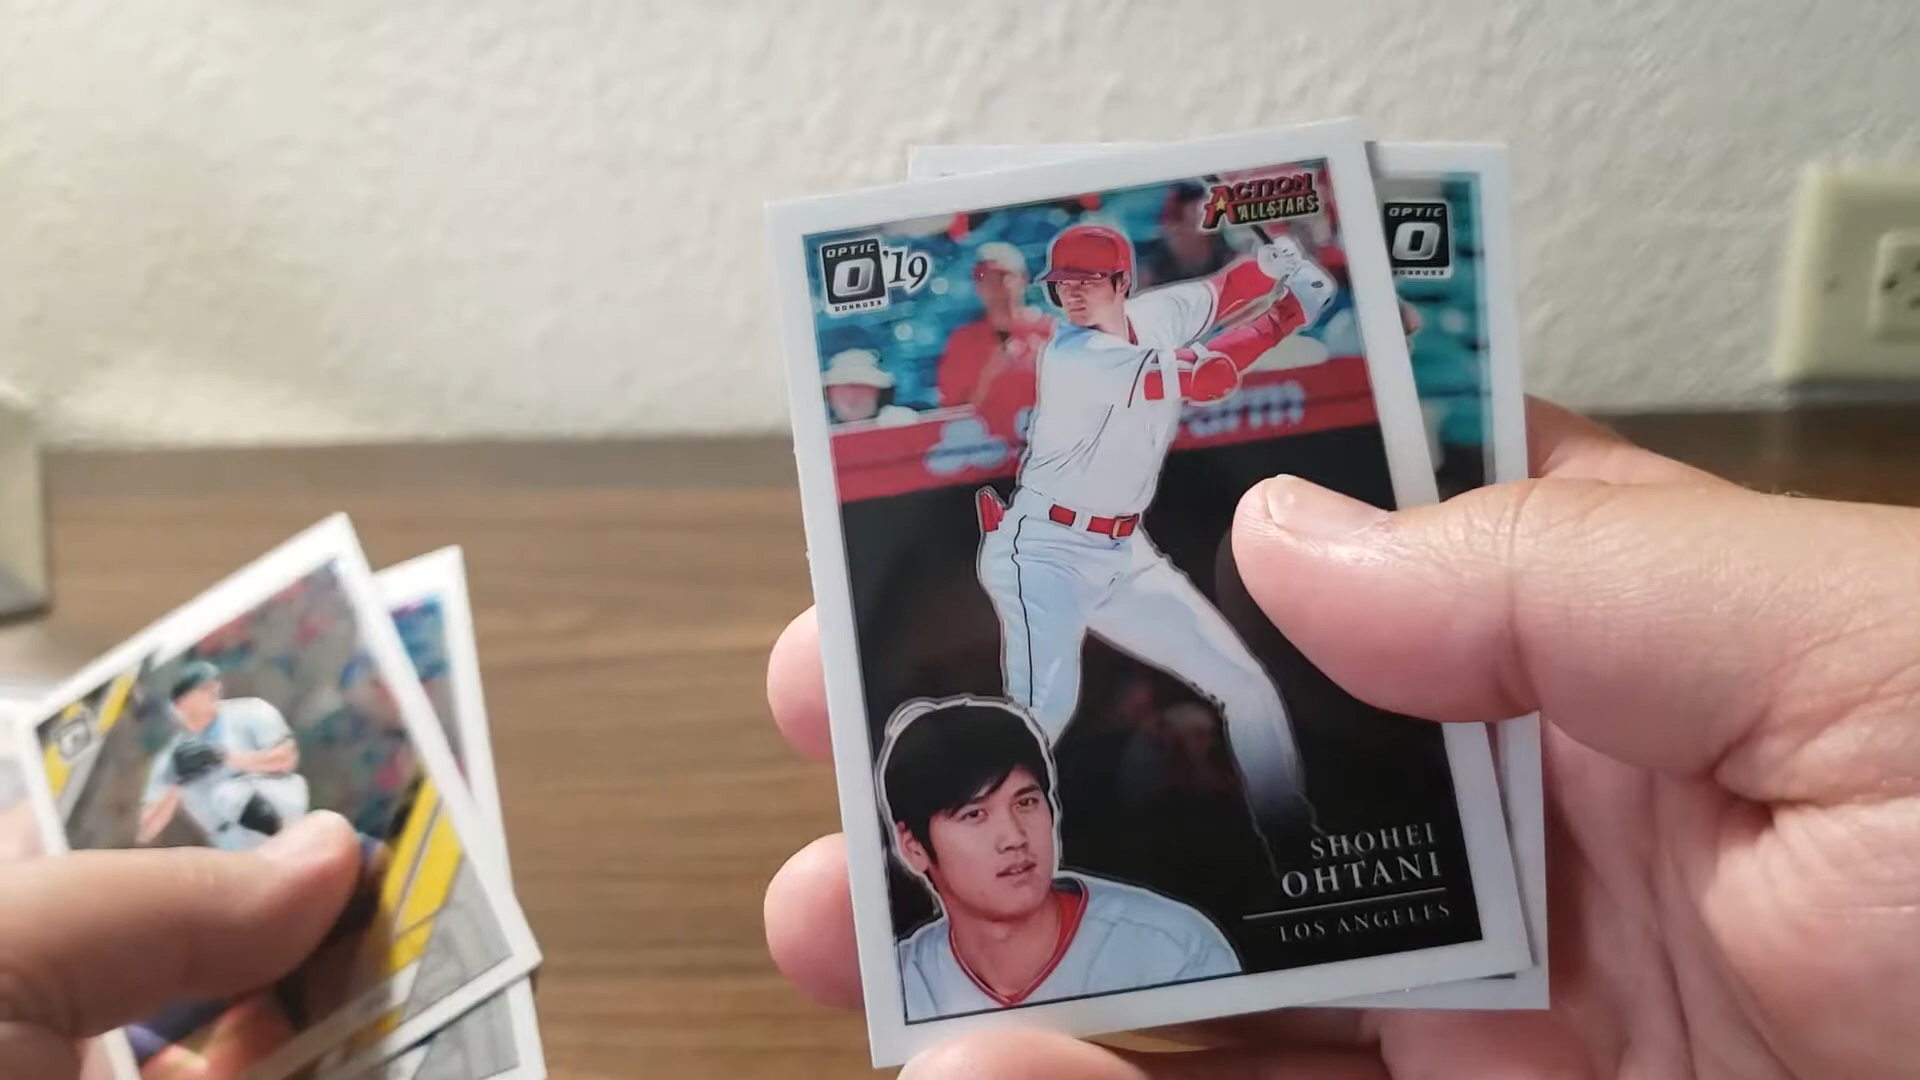 ACTION
ALLSTARS
OPTIC
O '19
DONRUSS
OPTIC
O
DONRUSS
SHOHEI
OHTANI
LOS ANGELES